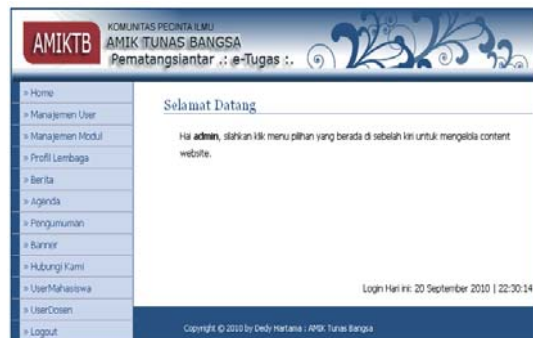 AMIKTB
KOMUNITAS PECINTA ILMU
AMIK TUNAS BANGSA
Pematangsiantar .: e-Tugas :.
» Home
» Manajemen User
» Manajemen Modul
» Profil Lembaga
» Berita
» Agenda
» Pengumuman
» Banner
» Hubungi Kami
» UserMahasiswa
» UserDosen
» Logout
Selamat Datang
Hai admin, silahkan klik menu pilihan yang berada di sebelah kiri untuk mengelola content
website.
Login Hari ini: 20 September 2010 | 22:30:14
Copyright © 2010 by Dedy Hartama : AMIK Tunas Bangsa